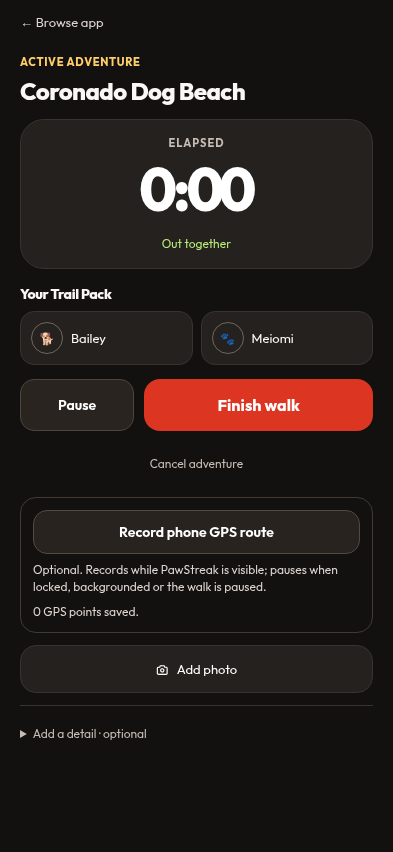 ← Browse app
ACTIVE ADVENTURE
Coronado Dog Beach
ELAPSED
0:00
Out together
Your Trail Pack
Bailey
Meiomi
Pause
Finish walk
Cancel adventure
Record phone GPS route
Optional. Records while PawStreak is visible; pauses when
locked, backgrounded or the walk is paused.
0 GPS points saved.
Add photo
▶ Add a detail · optional